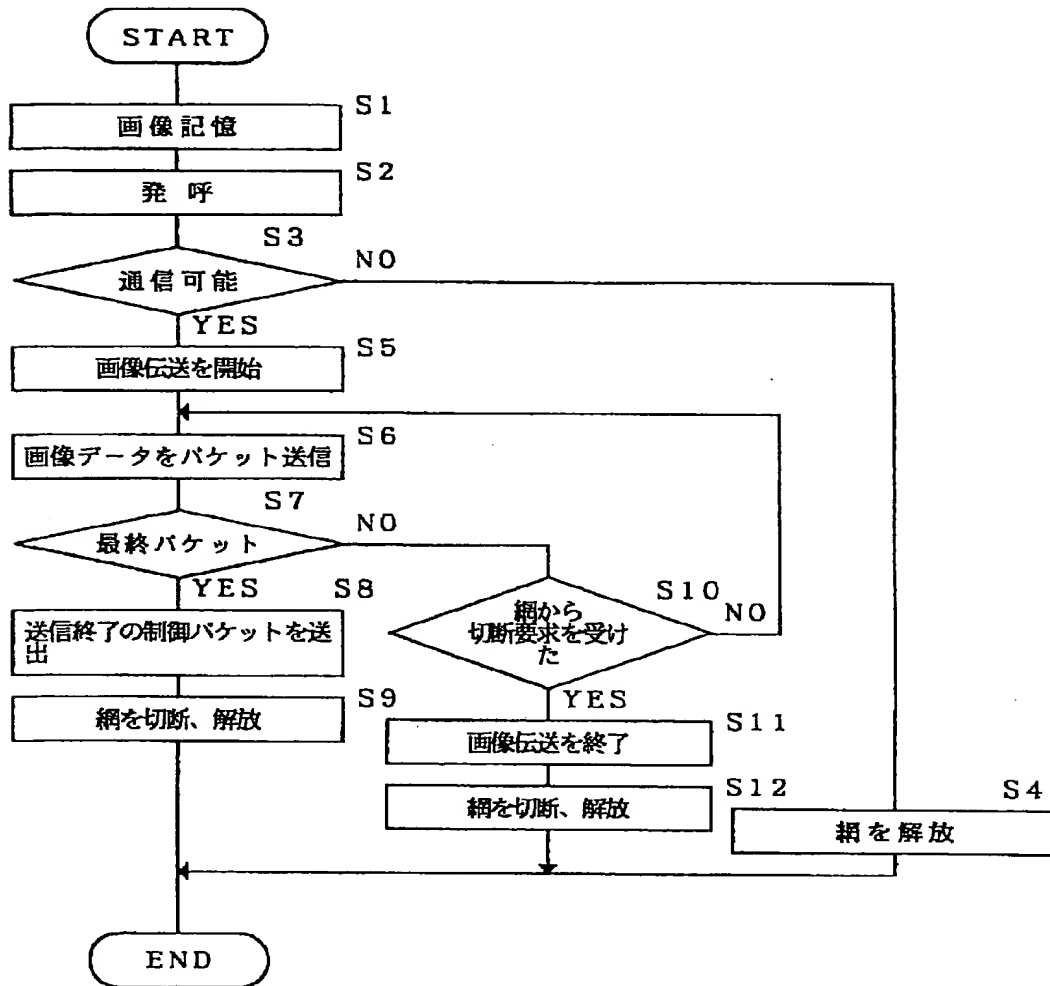 START
S1
画像記憶
S2
発 呼
S3
通信可能
NO
YES
S5
画像伝送を開始
S6
画像データをパケット送信
S7
最終パケット
NO
YES
S8
送信終了の制御パケットを送
出
S9
網を切断、解放
S10
網から
切断要求を受け
た
NO
YES
S11
画像伝送を終了
S12
網を切断、解放
S4
網を解放
END